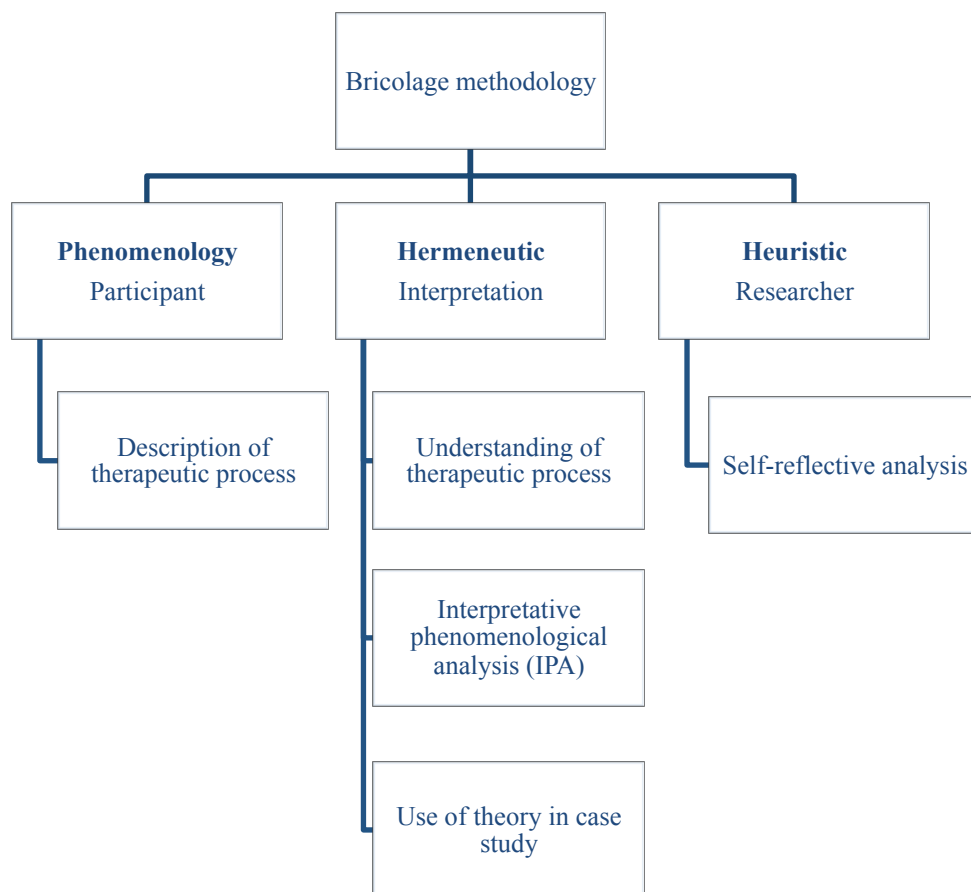 Bricolage methodology
Phenomenology
Participant
Hermeneutic
Interpretation
Heuristic
Researcher
Description of
therapeutic process
Understanding of
therapeutic process
Self-reflective analysis
Interpretative
phenomenological
analysis (IPA)
Use of theory in case
study